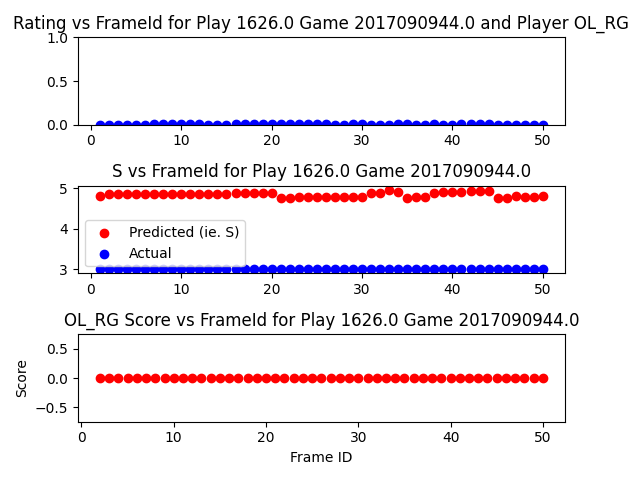 Rating vs FrameId for Play 1626.0 Game 2017090944.0 and Player OL_RG
1.0
0.5
0.0
0 10 20 30 40 50
S vs FrameId for Play 1626.0 Game 2017090944.0
5
4
3
Predicted (ie. S)
Actual
0 10 20 30 40 50
OL_RG Score vs FrameId for Play 1626.0 Game 2017090944.0
Score
0.5
0.0
−0.5
0 10 20 30 40 50
Frame ID